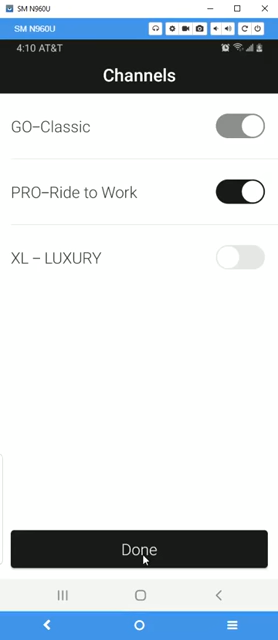 SM N960U
SM N960U
4:10 AT&T
Channels
GO-Classic
PRO-Ride to Work
XL - LUXURY
Done